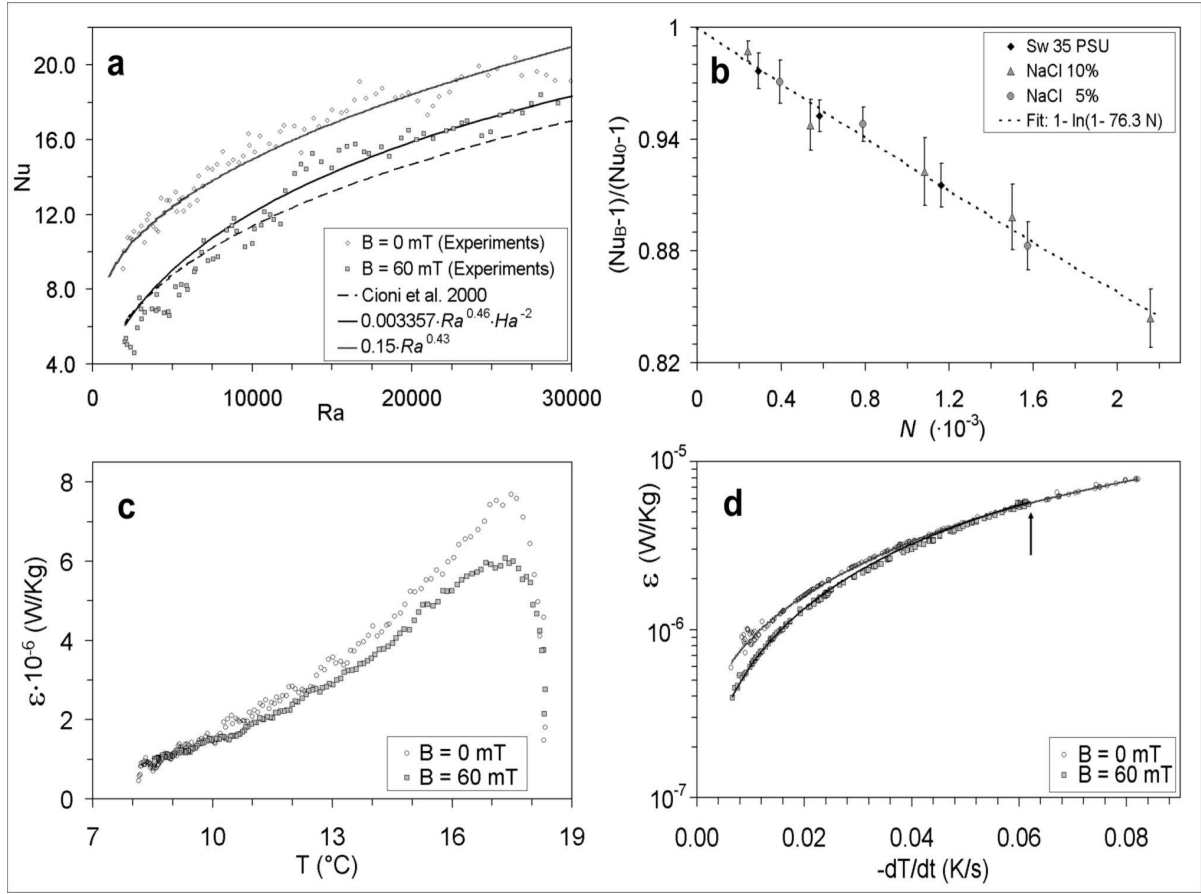 a
Nu
20.0
16.0
12.0
8.0
4.0
0
10000
20000
30000
Ra
B = 0 mT (Experiments)
B = 60 mT (Experiments)
Cioni et al. 2000
0.003357·Ra^0.46·Ha^-2
0.15·Ra^0.43
b
(Nu_B-1)/(Nu_0-1)
1
0.94
0.88
0.82
0
0.4
0.8
1.2
1.6
2
N (·10^-3)
Sw 35 PSU
NaCl 10%
NaCl 5%
Fit: 1- ln(1- 76.3 N)
c
ε·10^-6 (W/Kg)
8
6
4
2
0
7
10
13
16
19
T (°C)
B = 0 mT
B = 60 mT
d
ε (W/Kg)
10^-5
10^-6
10^-7
0.00
0.02
0.04
0.06
0.08
-dT/dt (K/s)
B = 0 mT
B = 60 mT